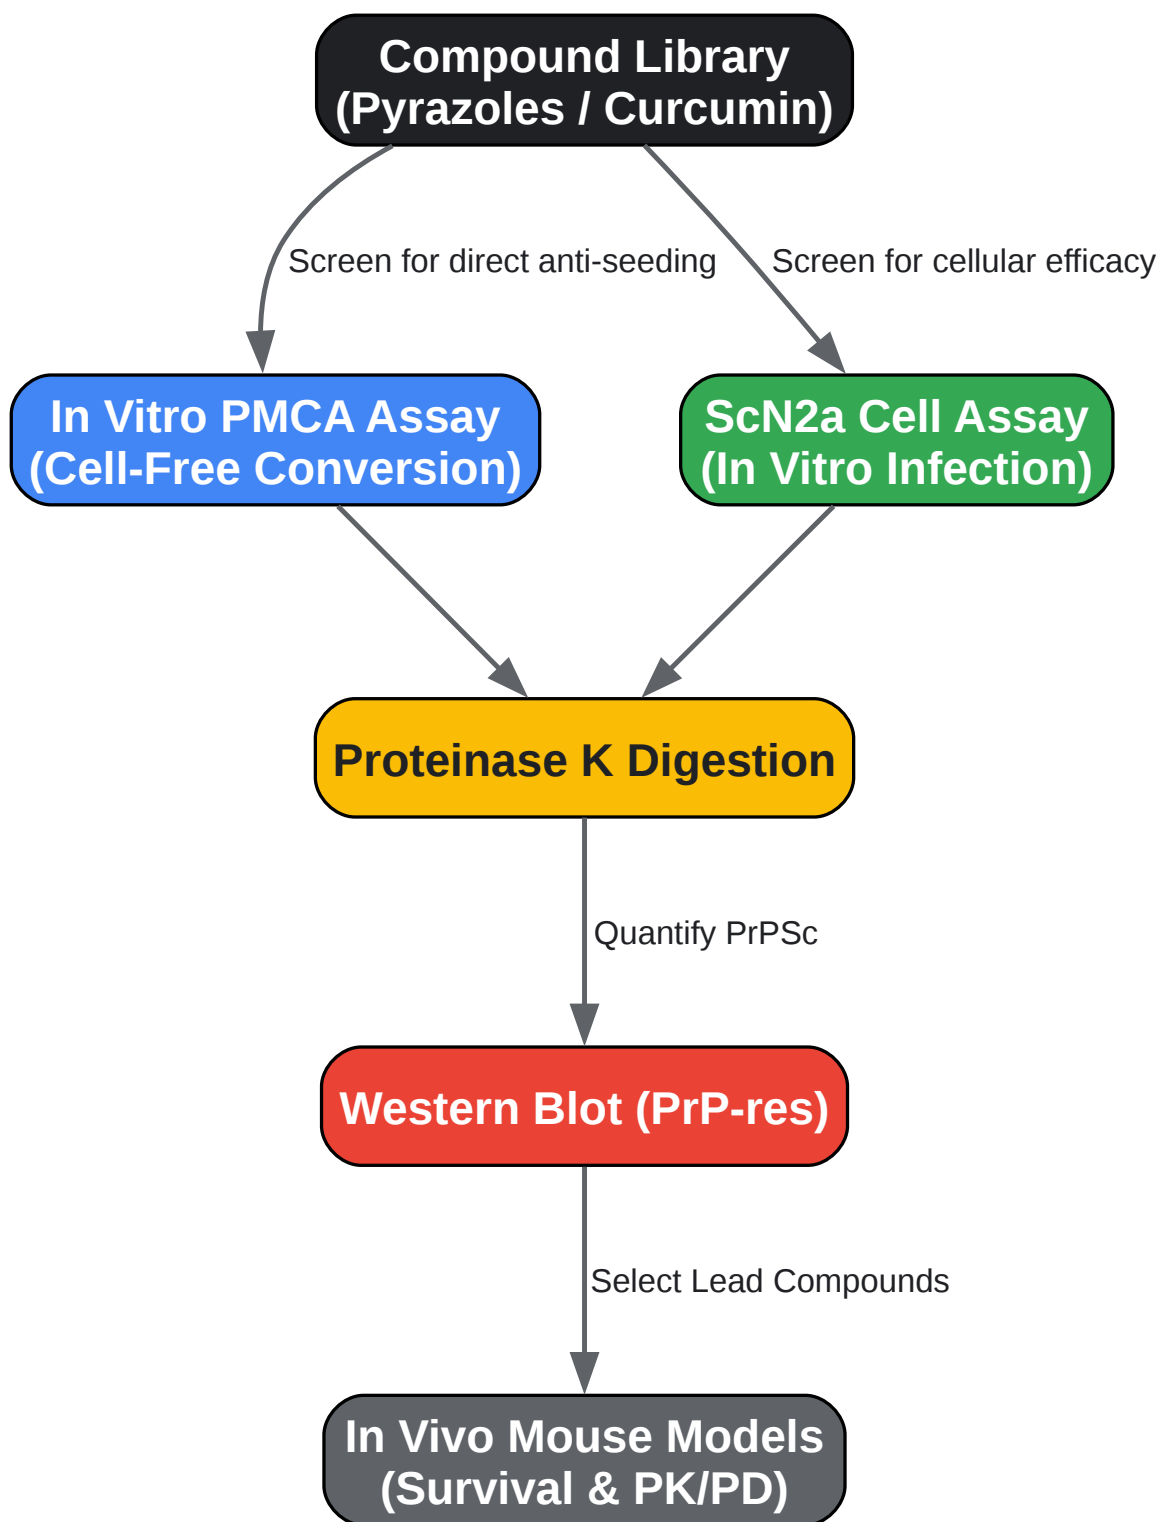 Compound Library
(Pyrazoles / Curcumin)
Screen for direct anti-seeding
Screen for cellular efficacy
In Vitro PMCA Assay
(Cell-Free Conversion)
ScN2a Cell Assay
(In Vitro Infection)
Proteinase K Digestion
Quantify PrPSc
Western Blot (PrP-res)
Select Lead Compounds
In Vivo Mouse Models
(Survival & PK/PD)